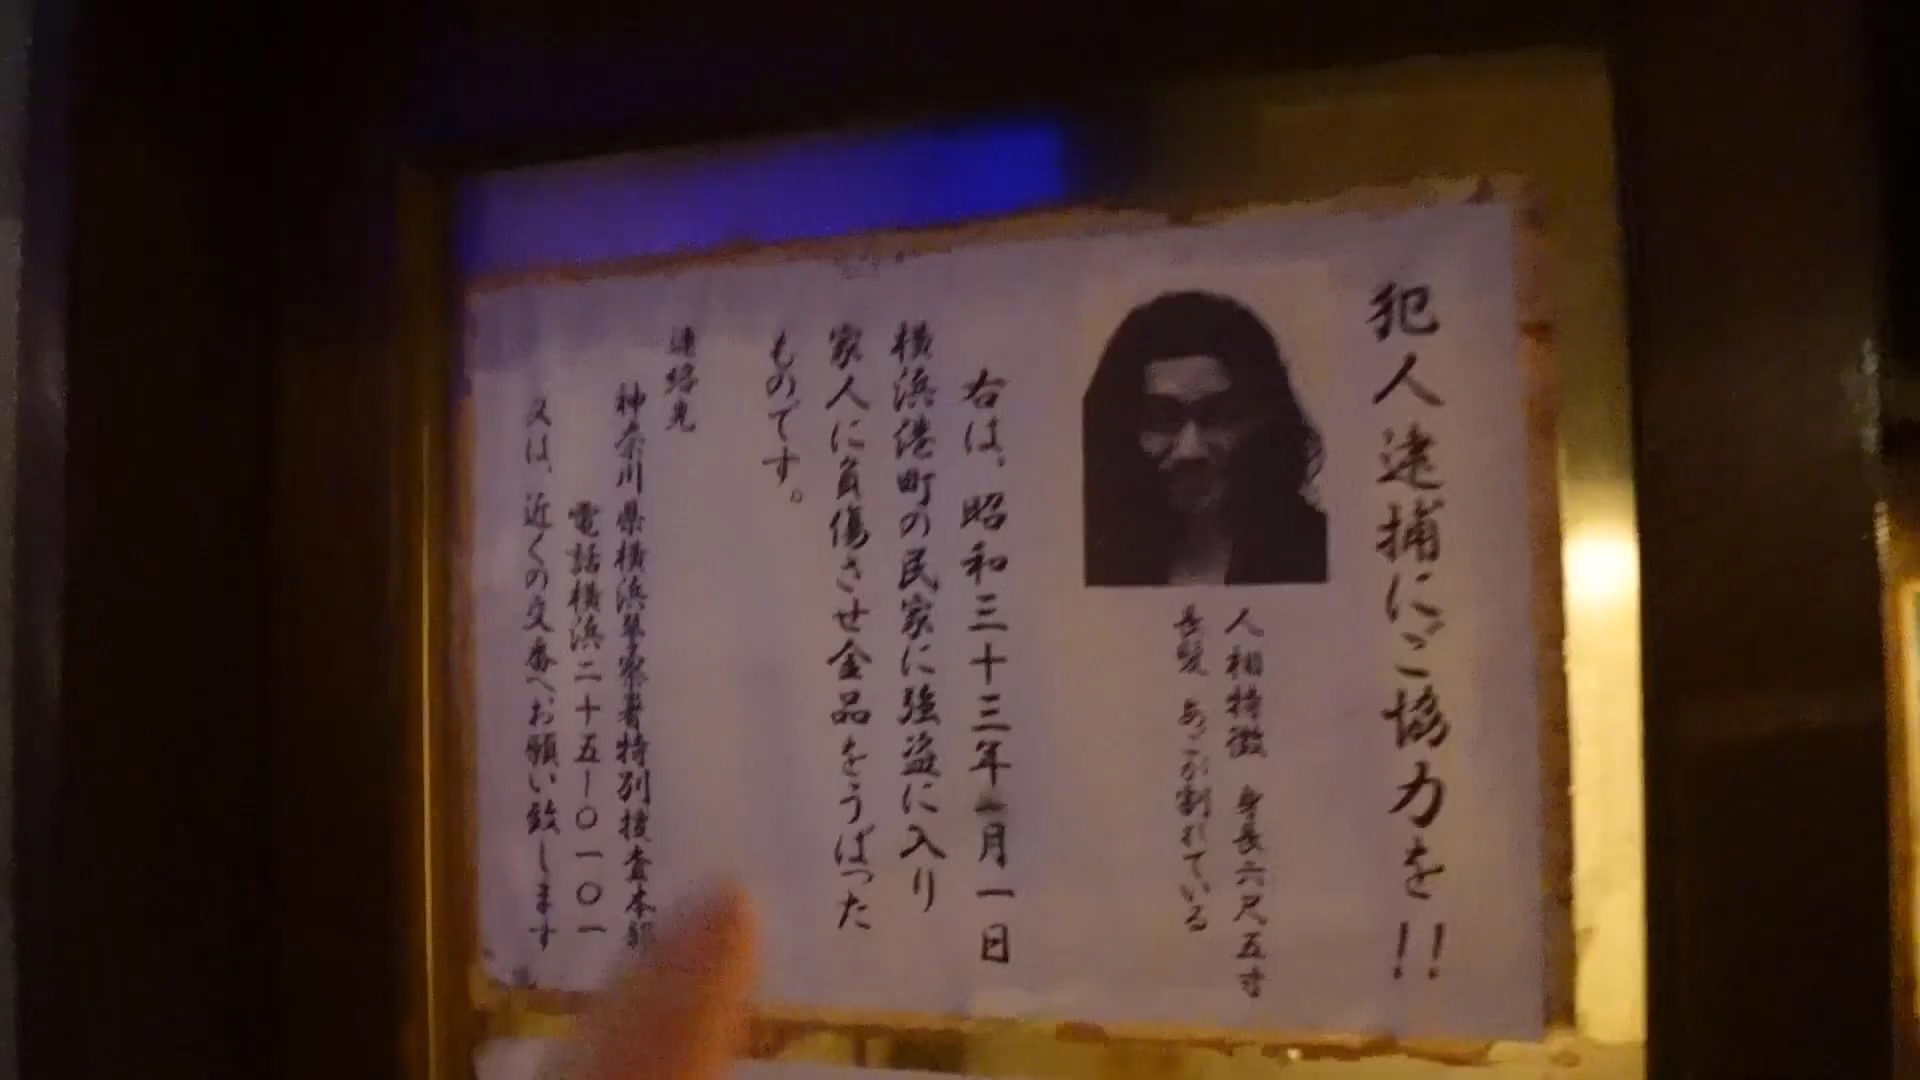 犯人逮捕にご協力を!!
人相特徴 身長六尺五寸
長髪 あごが割れている
右は、昭和三十三年一月一日
横浜港町の民家に強盗に入り
家人に負傷させ金品をうばった
ものです。
連絡先
神奈川県横浜警察署特別捜査本部
電話横浜二十五ー〇一〇一
又は、近くの交番へお願い致します